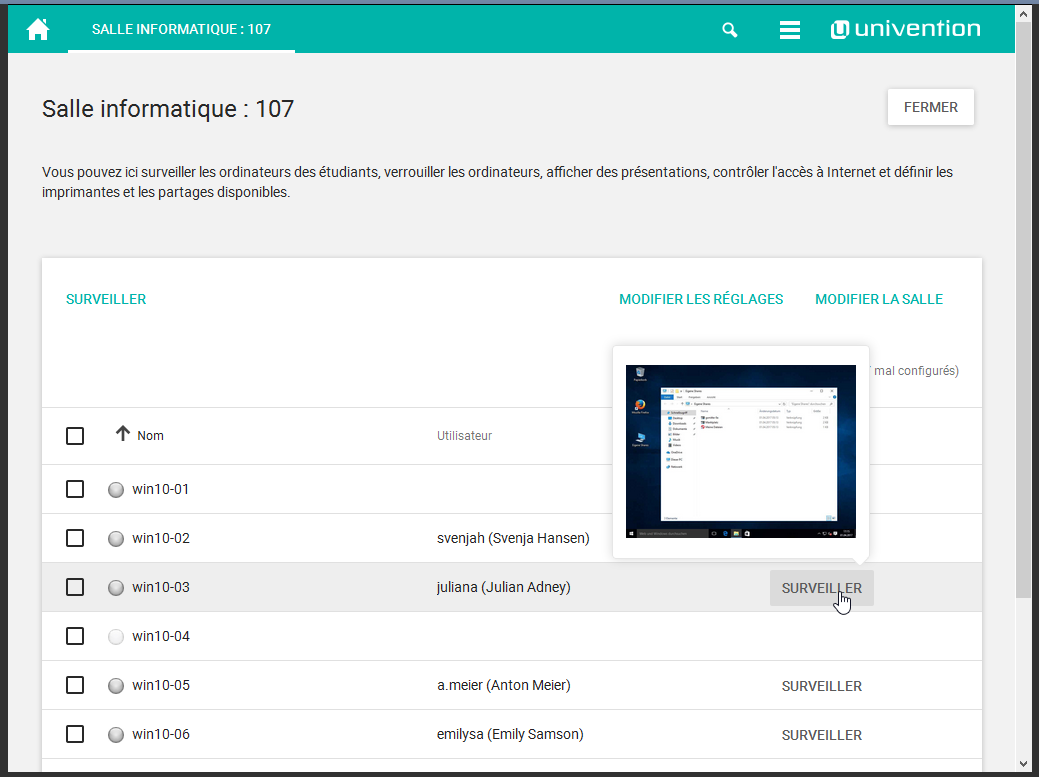 SALLE INFORMATIQUE : 107
univention
Salle informatique : 107
FERMER
Vous pouvez ici surveiller les ordinateurs des étudiants, verrouiller les ordinateurs, afficher des présentations, contrôler l'accès à Internet et définir les
imprimantes et les partages disponibles.
SURVEILLER
MODIFIER LES RÉGLAGES
MODIFIER LA SALLE
mal configurés)
Nom
Utilisateur
win10-01
win10-02
svenjah (Svenja Hansen)
win10-03
juliana (Julian Adney)
SURVEILLER
win10-04
win10-05
a.meier (Anton Meier)
SURVEILLER
win10-06
emilysa (Emily Samson)
SURVEILLER